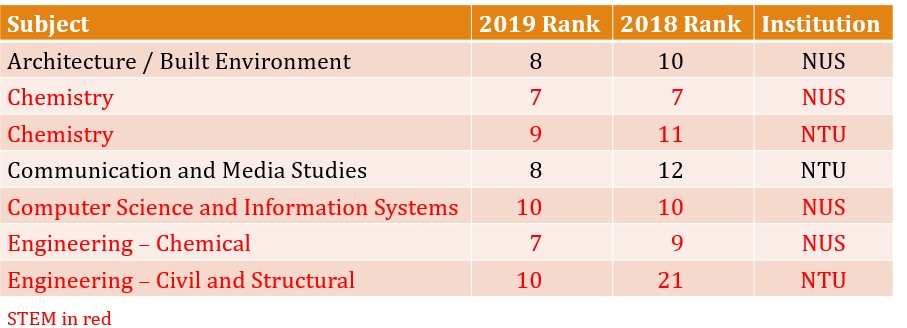 Subject 2019 Rank 2018 Rank Institution
Architecture / Built Environment 8 10 NUS
Chemistry 7 7 NUS
Chemistry 9 11 NTU
Communication and Media Studies 8 12 NTU
Computer Science and Information Systems 10 10 NUS
Engineering – Chemical 7 9 NUS
Engineering – Civil and Structural 10 21 NTU
STEM in red